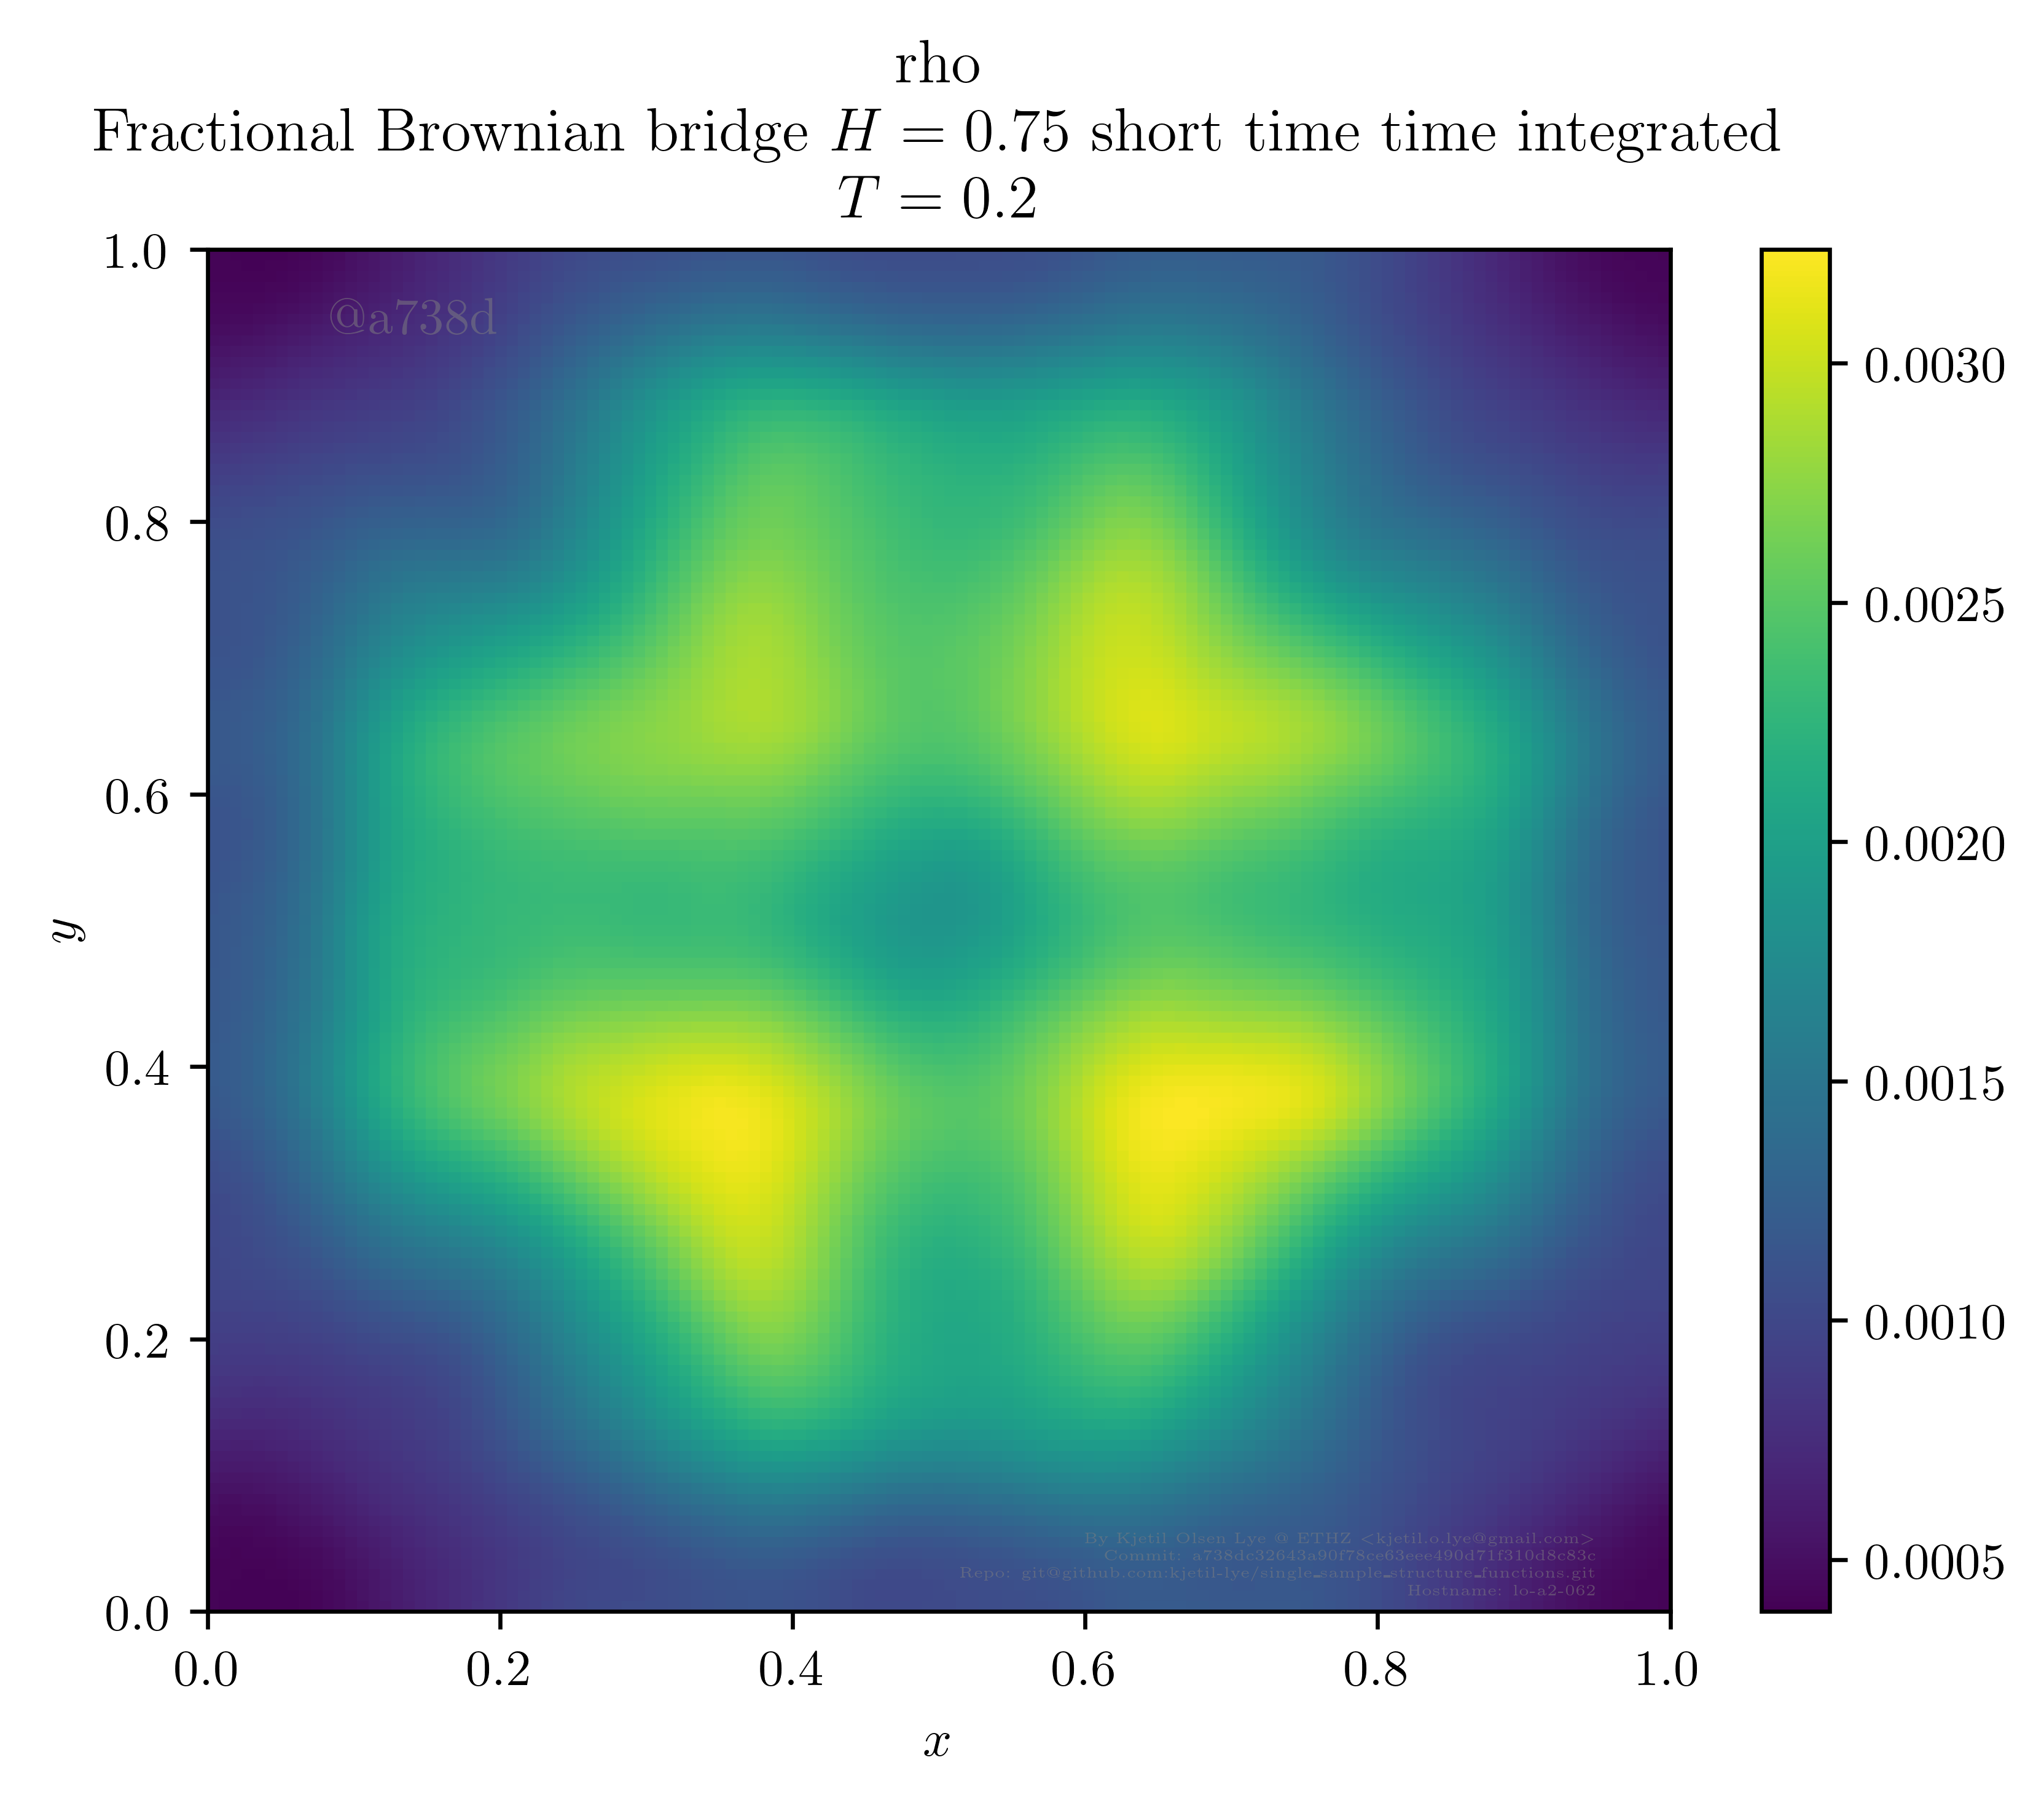 rho
Fractional Brownian bridge H = 0.75 short time time integrated
T = 0.2
1.0
@a738d
0.0030
0.8
0.0025
0.6
0.0020
y
0.4
0.0015
0.2
0.0010
By Kjetil Olsen Lye @ ETHZ <kjetil.o.lye@gmail.com>
Commit: a738dc32643a90f78ce63eee490d71f310d8c83c
Repo: git@github.com:kjetil-lye/single_sample_structure_functions.git
Hostname: lo-a2-062
0.0005
0.0
0.0 0.2 0.4 0.6 0.8 1.0
x